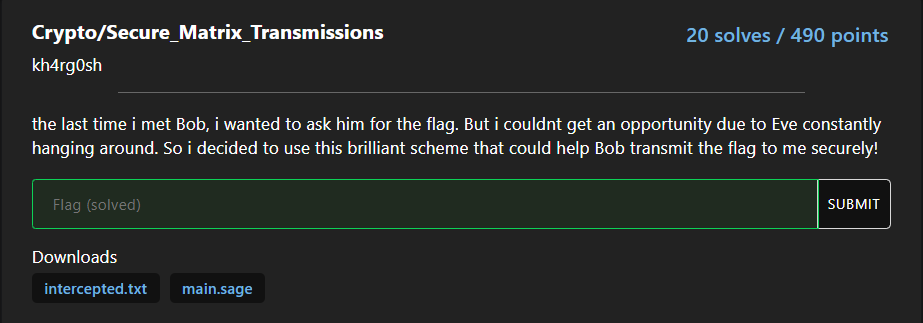 Crypto/Secure_Matrix_Transmissions
20 solves / 490 points
kh4rg0sh
the last time i met Bob, i wanted to ask him for the flag. But i couldnt get an opportunity due to Eve constantly
hanging around. So i decided to use this brilliant scheme that could help Bob transmit the flag to me securely!
Flag (solved)
SUBMIT
Downloads
intercepted.txt
main.sage